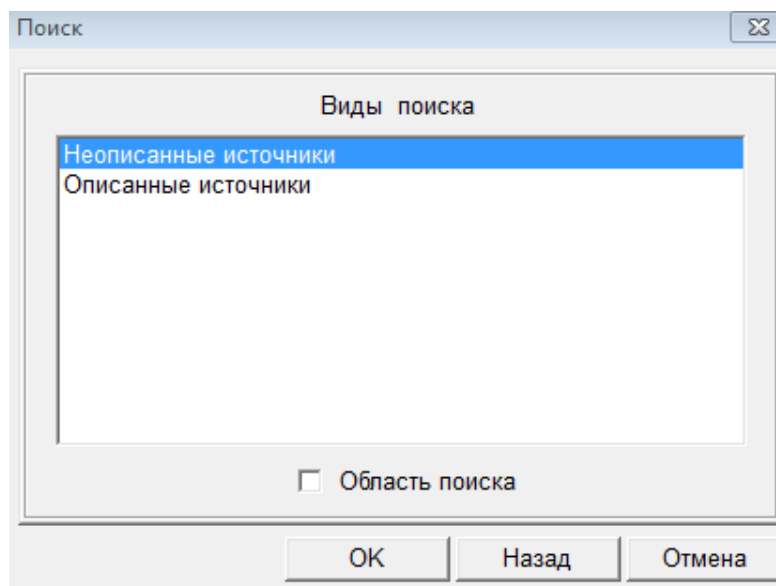 Поиск
Виды поиска
Неописанные источники
Описанные источники
Область поиска
OK Назад Отмена